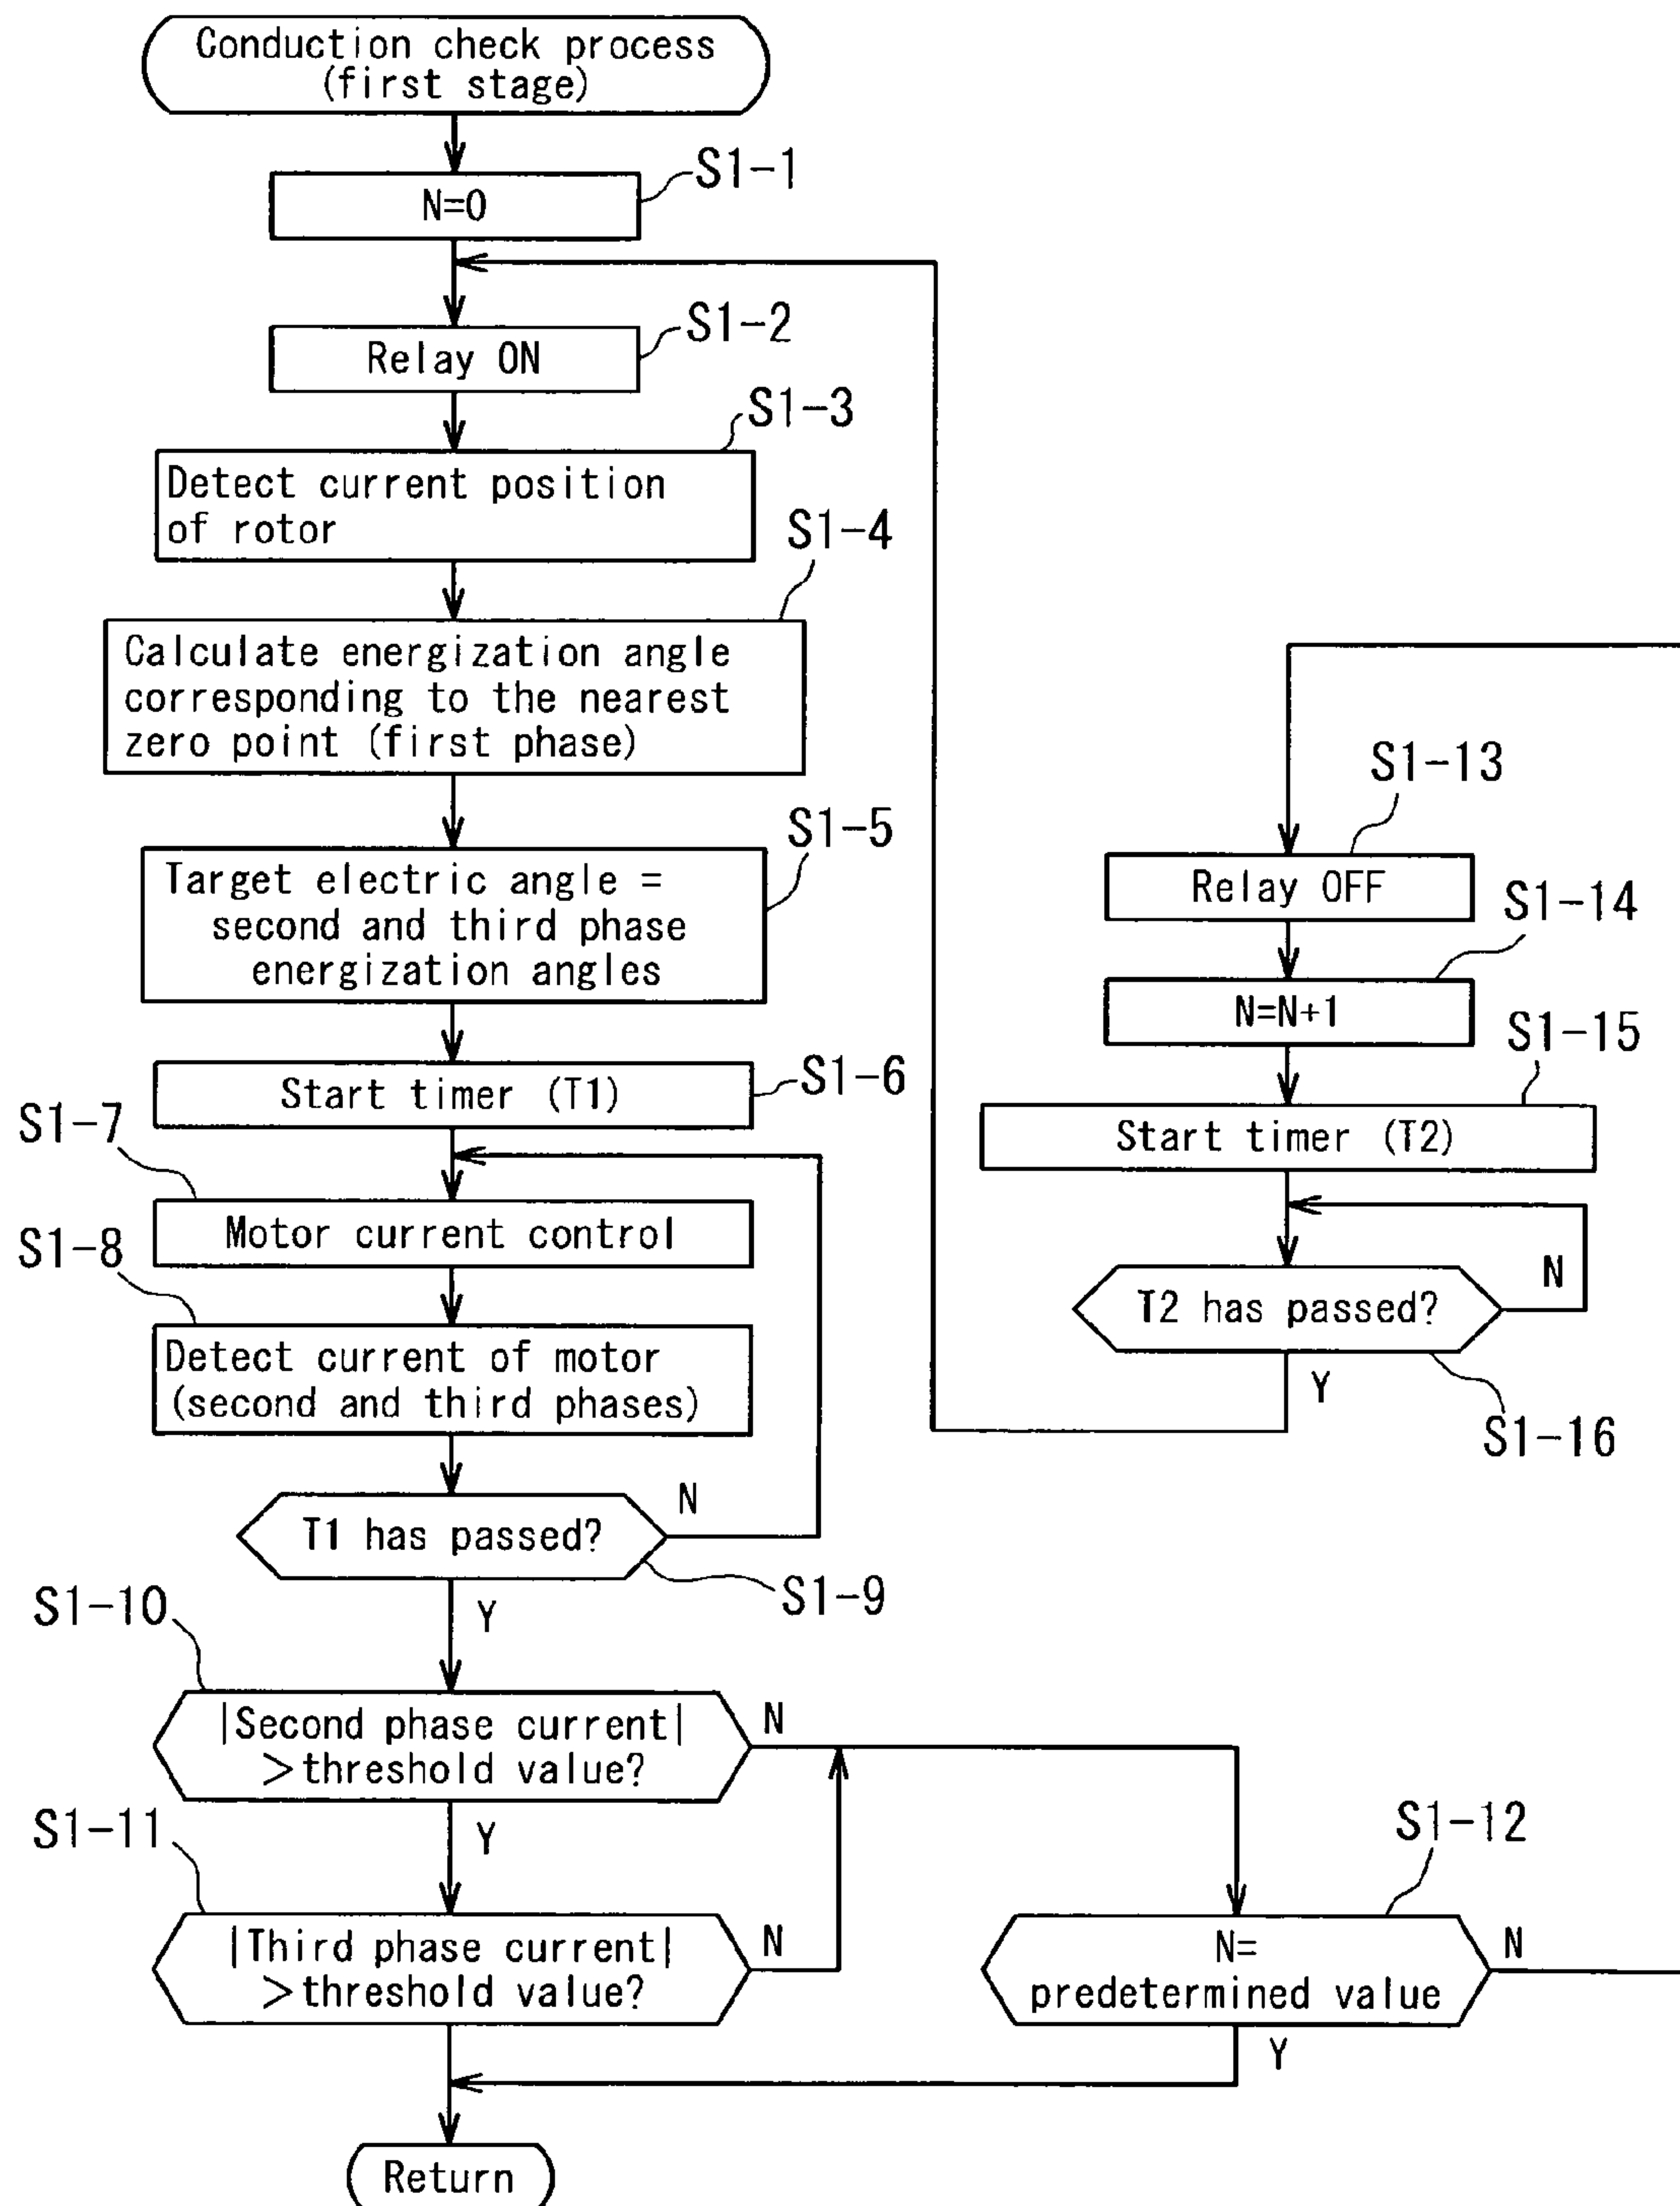 Conduction check process
(first stage)
S1-1
N=0
S1-2
Relay ON
S1-3
Detect current position
of rotor
S1-4
Calculate energization angle
corresponding to the nearest
zero point (first phase)
S1-5
Target electric angle =
second and third phase
energization angles
S1-6
Start timer (T1)
S1-7
Motor current control
S1-8
Detect current of motor
(second and third phases)
T1 has passed?
N
S1-9
Y
S1-10
|Second phase current|
>threshold value?
N
Y
S1-11
|Third phase current|
>threshold value?
N
S1-12
N=
predetermined value
N
Y
S1-13
Relay OFF
S1-14
N=N+1
S1-15
Start timer (T2)
T2 has passed?
N
Y
S1-16
Return